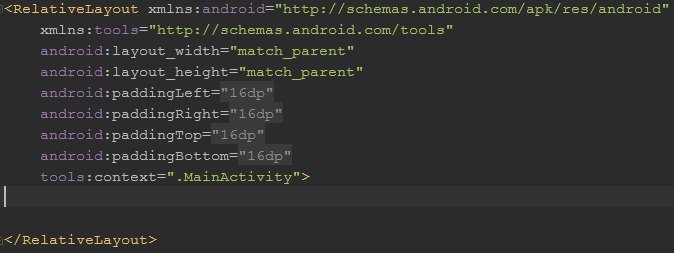 <RelativeLayout xmlns:android="http://schemas.android.com/apk/res/android"
    xmlns:tools="http://schemas.android.com/tools"
    android:layout_width="match_parent"
    android:layout_height="match_parent"
    android:paddingLeft="16dp"
    android:paddingRight="16dp"
    android:paddingTop="16dp"
    android:paddingBottom="16dp"
    tools:context=".MainActivity">
</RelativeLayout>